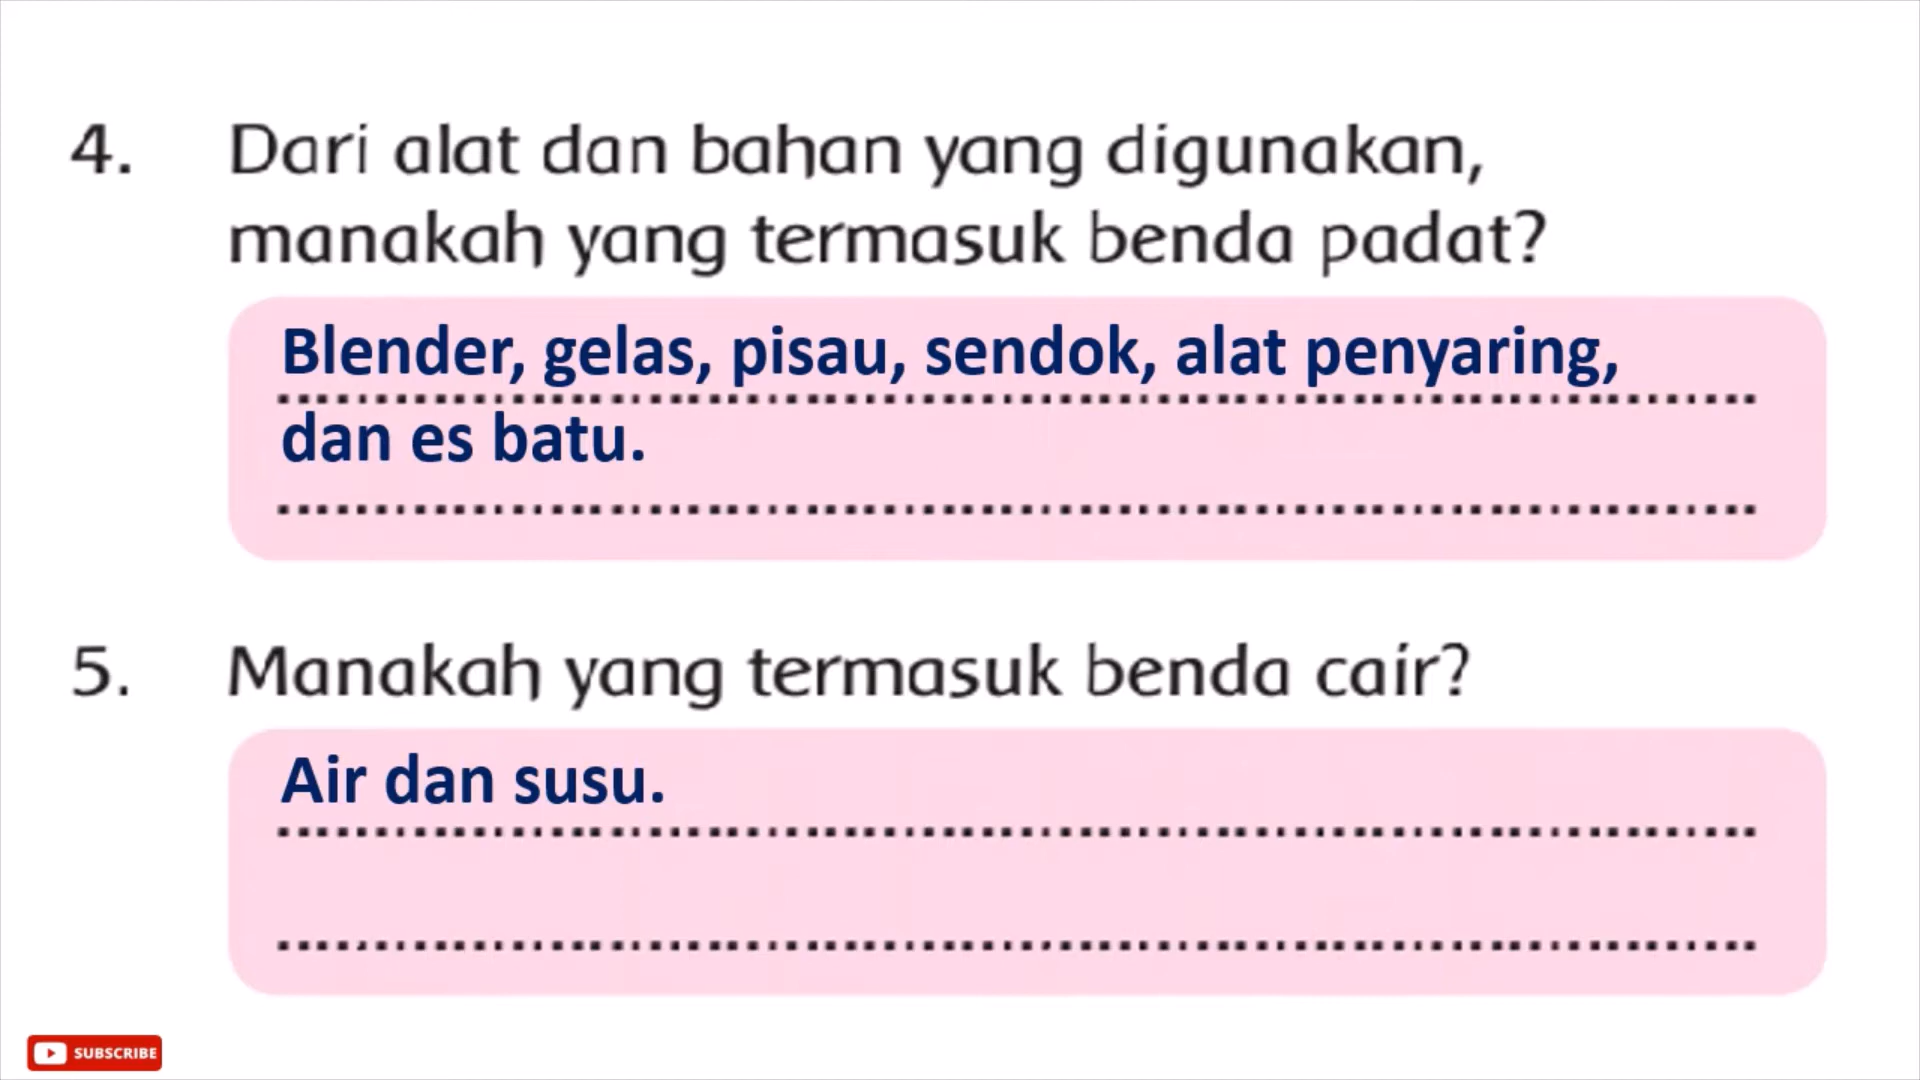 4. Dari alat dan bahan yang digunakan,
manakah yang termasuk benda padat?
Blender, gelas, pisau, sendok, alat penyaring,
dan es batu.
5. Manakah yang termasuk benda cair?
Air dan susu.
SUBSCRIBE